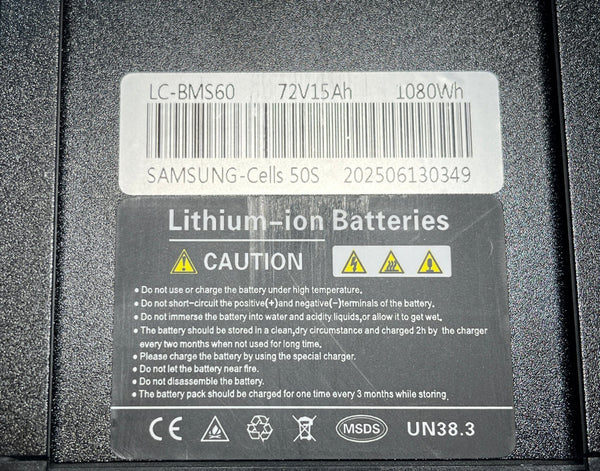 LC-BMS60 72V15Ah 1080Wh
SAMSUNG-Cells 50S 202506130349
Lithium-ion Batteries
CAUTION
• Do not use or charge the battery under high temperature.
• Do not short-circuit the positive(+)and negative(-)terminals of the battery.
• Do not immerse the battery into water and acidity liquids,or allow it to get wet.
• The battery should be stored in a clean,dry circumstance and charged 2h by the charger
every two months when not used for long time.
• Please charge the battery by using the special charger.
• Do not let the battery near fire.
• Do not disassemble the battery.
• The battery pack should be charged for one time every 3 months while storing.
CE MSDS UN38.3